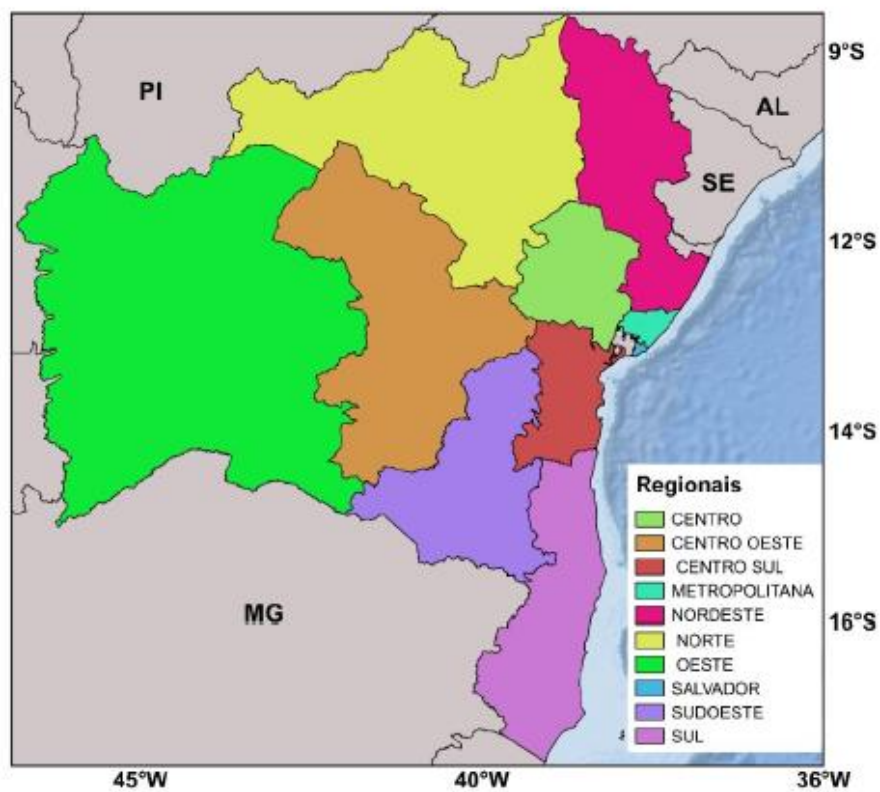 PI
AL
SE
MG
9°S
12°S
14°S
16°S
Regionais
CENTRO
CENTRO OESTE
CENTRO SUL
METROPOLITANA
NORDESTE
NORTE
OESTE
SALVADOR
SUDOESTE
SUL
45°W
40°W
36°W